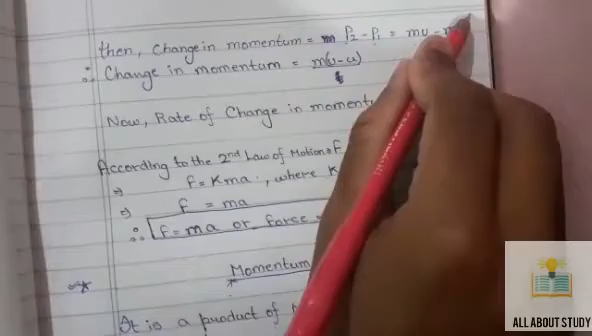 then, Change in momentum = P2 - P1 = mv -
∴ Change in momentum = m(v - u)
Now, Rate of Change in moment
According to the 2nd Law of Motion of F
⇒ f = Kma , where K
⇒ f = ma
∴ f = ma or force
Momentum
It is a product of
ALL ABOUT STUDY